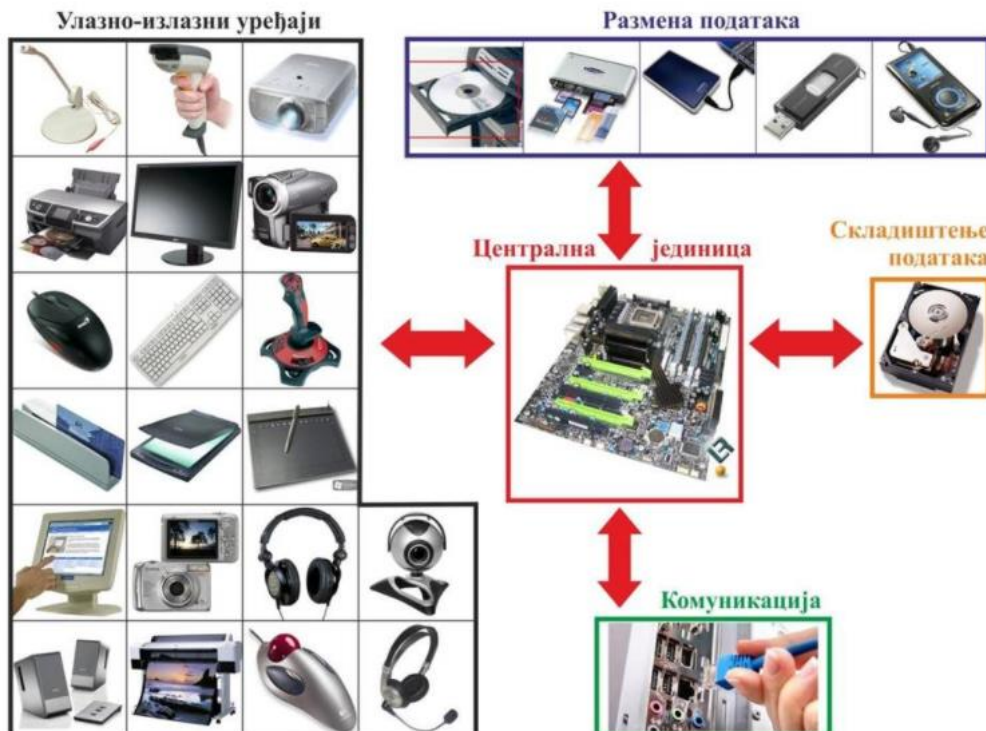 Улазно-излазни уређаји
Размена података
Централна јединица
Складиштење
података
Комуникација